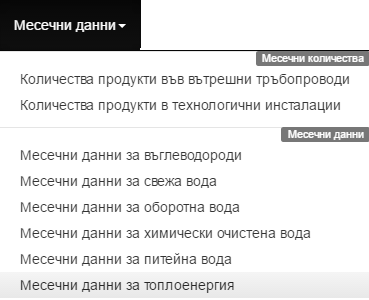 Месечни данни
Месечни количества
Количества продукти във вътрешни тръбопроводи
Количества продукти в технологични инсталации
Месечни данни
Месечни данни за въглеводороди
Месечни данни за свежа вода
Месечни данни за оборотна вода
Месечни данни за химически очистена вода
Месечни данни за питейна вода
Месечни данни за топлоенергия